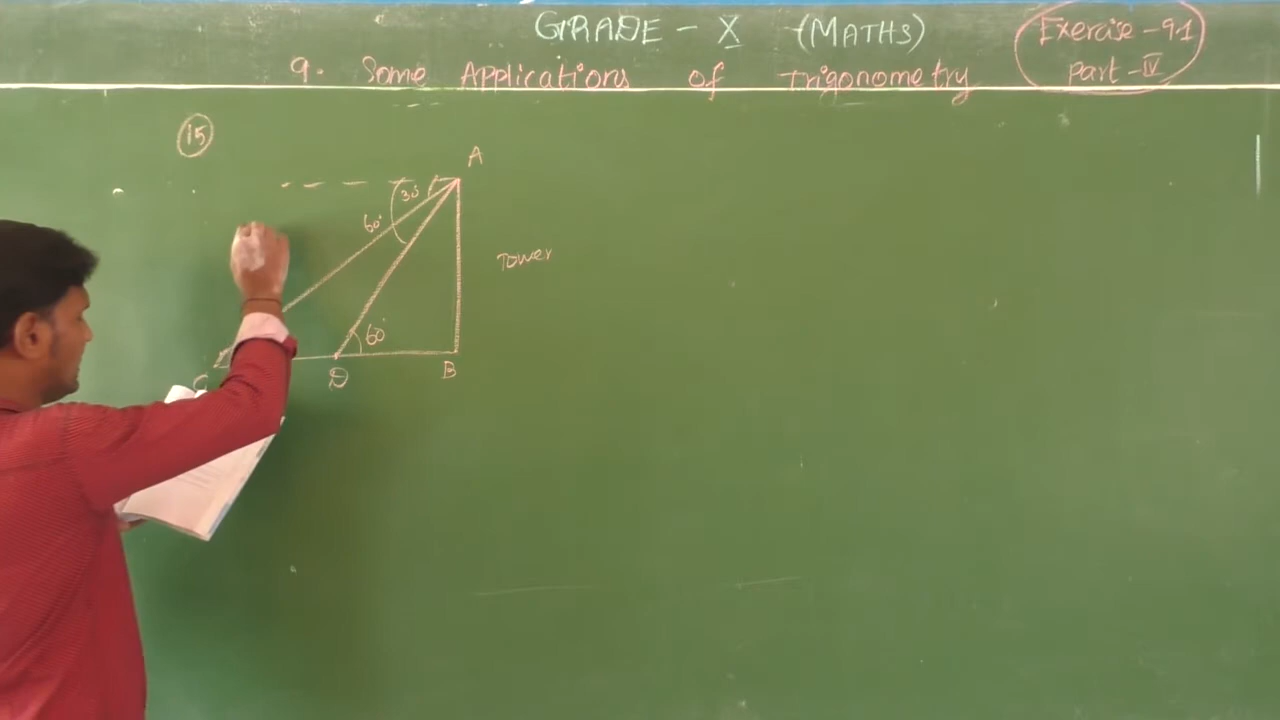 GRADE - X (MATHS)
Exercise - 9.1
part - IV
9. Some Applications of Trigonometry
15
A
30°
60°
Tower
60°
C
D
B